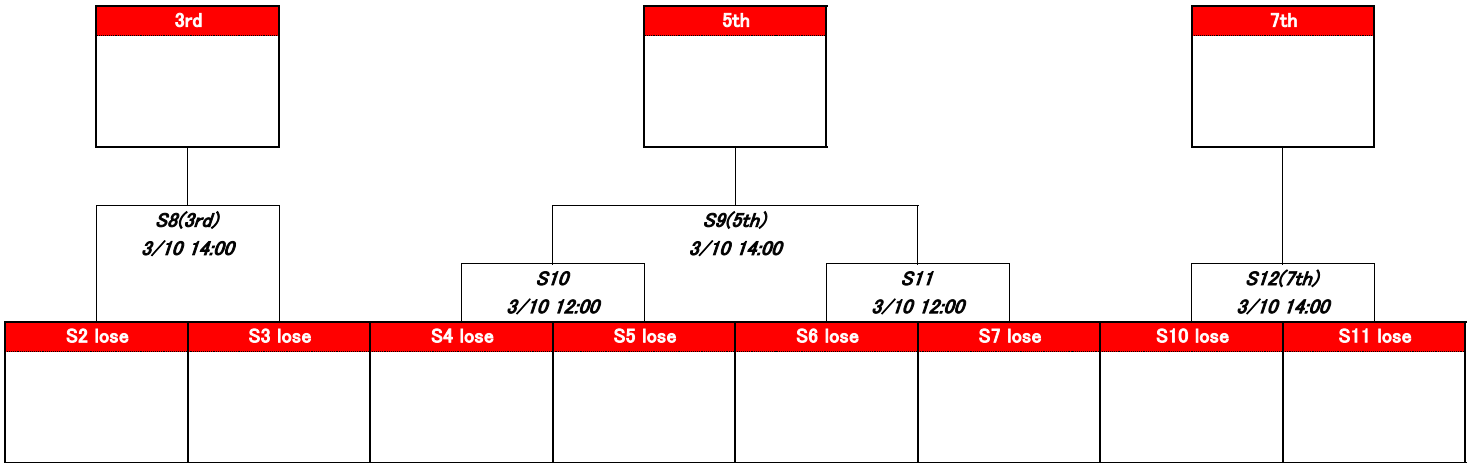 3rd
5th
7th
S8(3rd)
3/10 14:00
S9(5th)
3/10 14:00
S10
3/10 12:00
S11
3/10 12:00
S12(7th)
3/10 14:00
S2 lose
S3 lose
S4 lose
S5 lose
S6 lose
S7 lose
S10 lose
S11 lose